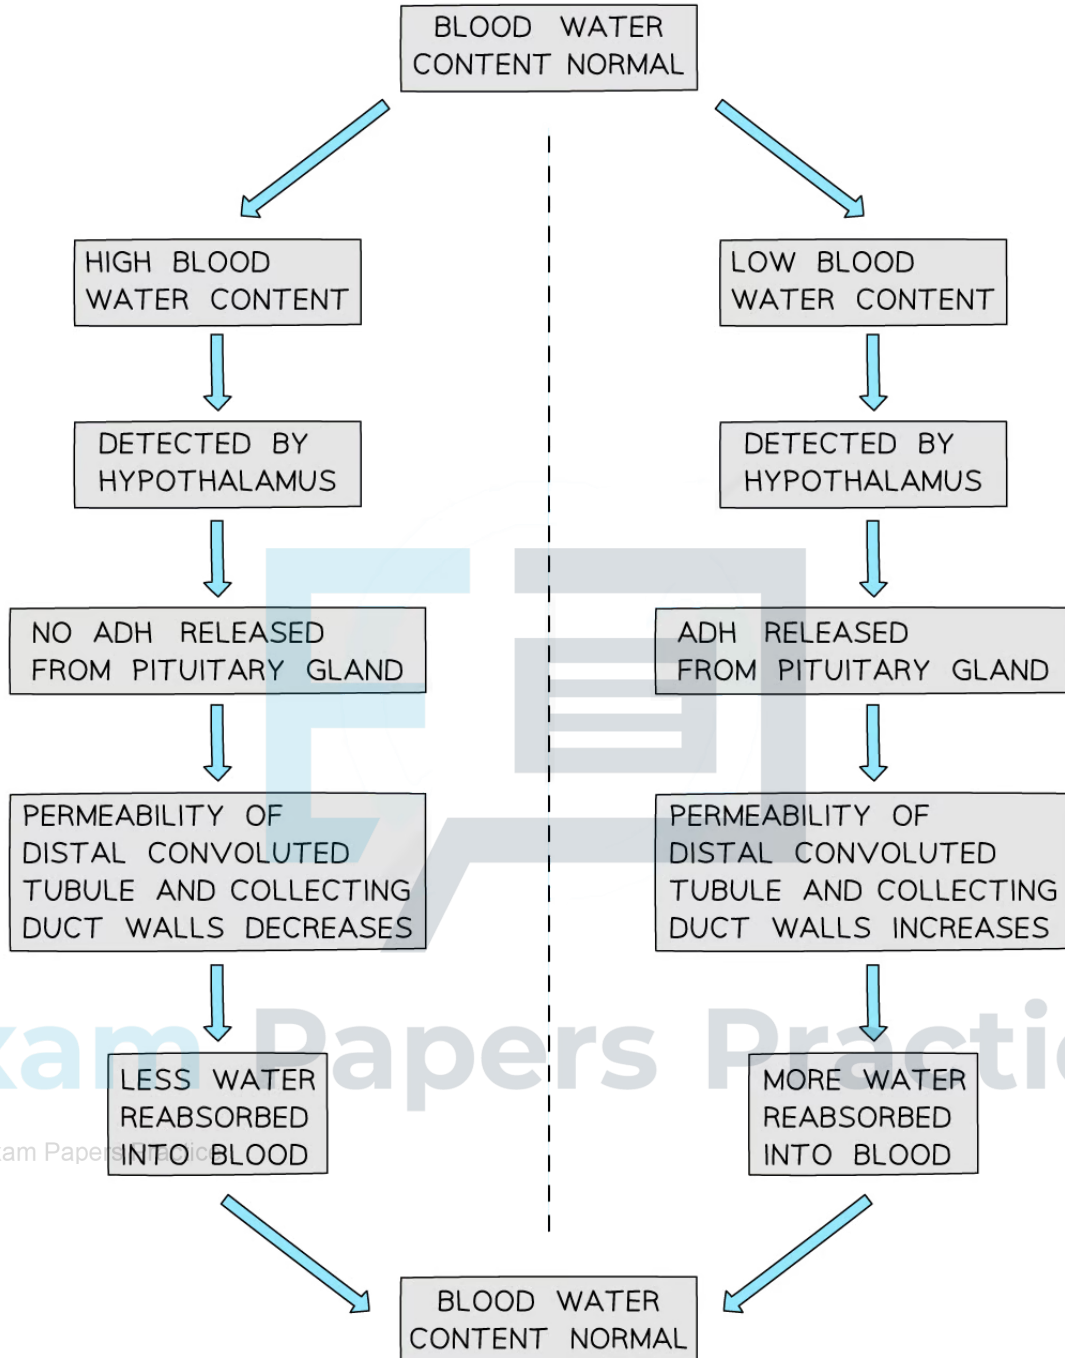 BLOOD WATER
CONTENT NORMAL
HIGH BLOOD
WATER CONTENT
DETECTED BY
HYPOTHALAMUS
NO ADH RELEASED
FROM PITUITARY GLAND
PERMEABILITY OF
DISTAL CONVOLUTED
TUBULE AND COLLECTING
DUCT WALLS DECREASES
LESS WATER
REABSORBED
INTO BLOOD
LOW BLOOD
WATER CONTENT
DETECTED BY
HYPOTHALAMUS
ADH RELEASED
FROM PITUITARY GLAND
PERMEABILITY OF
DISTAL CONVOLUTED
TUBULE AND COLLECTING
DUCT WALLS INCREASES
MORE WATER
REABSORBED
INTO BLOOD
BLOOD WATER
CONTENT NORMAL
xam Papers Practic
am Papers Practice